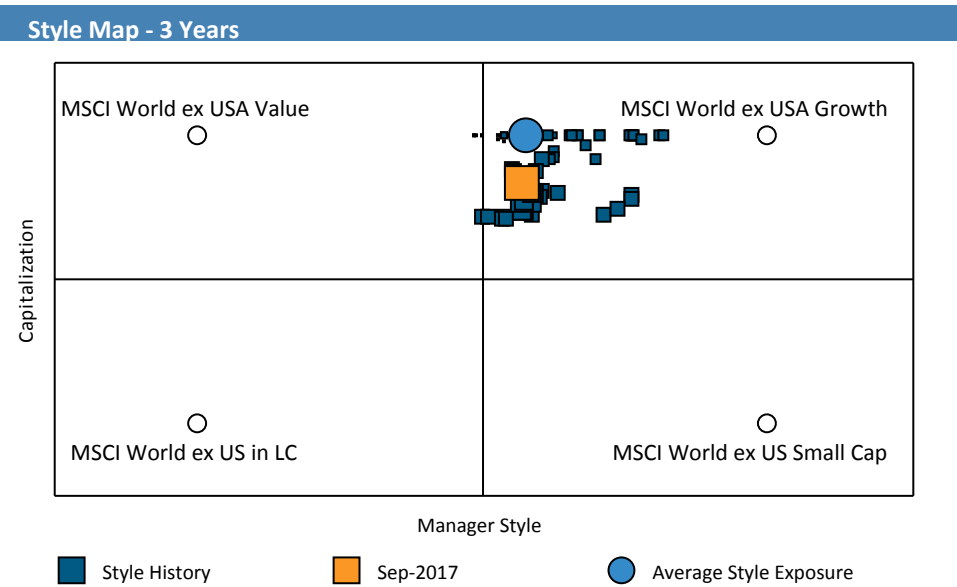 Style Map - 3 Years
MSCI World ex USA Value
MSCI World ex USA Growth
Capitalization
MSCI World ex US in LC
MSCI World ex US Small Cap
Manager Style
Style History
Sep-2017
Average Style Exposure